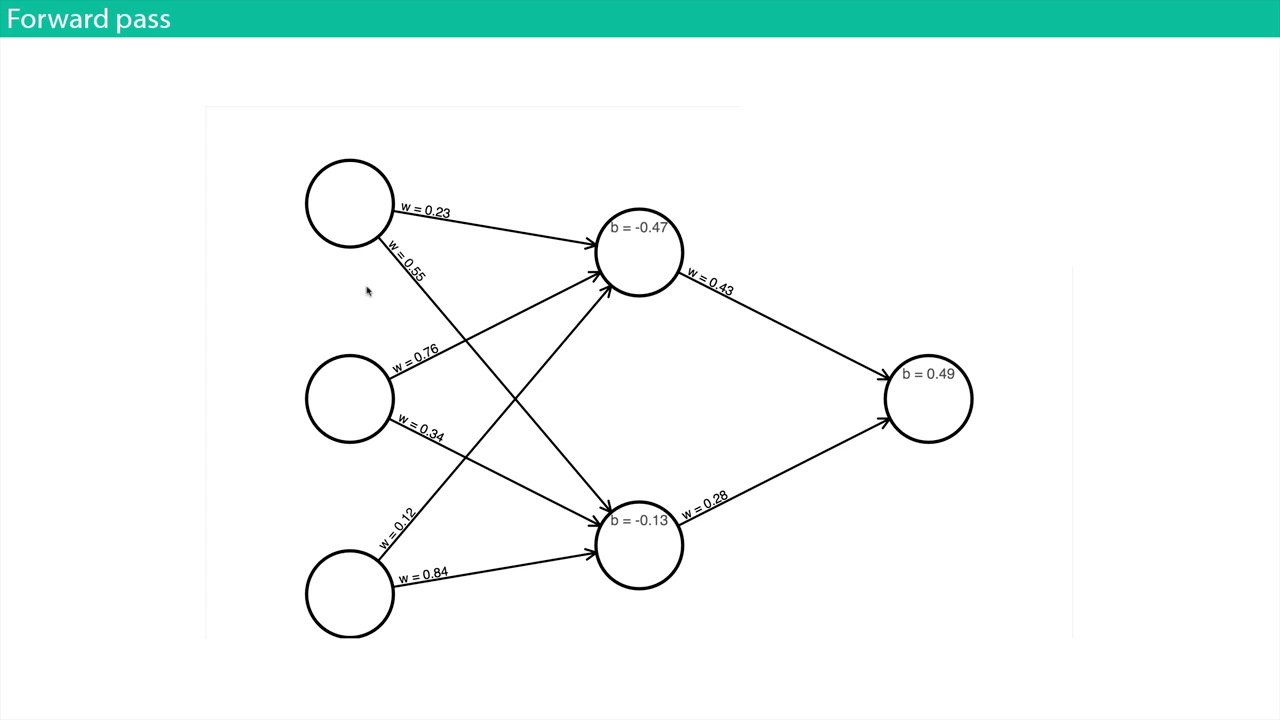 Forward pass
w = 0.23
b = -0.47
w = 0.55
w = 0.43
w = 0.76
b = 0.49
w = 0.34
w = 0.28
w = 0.12
b = -0.13
w = 0.84